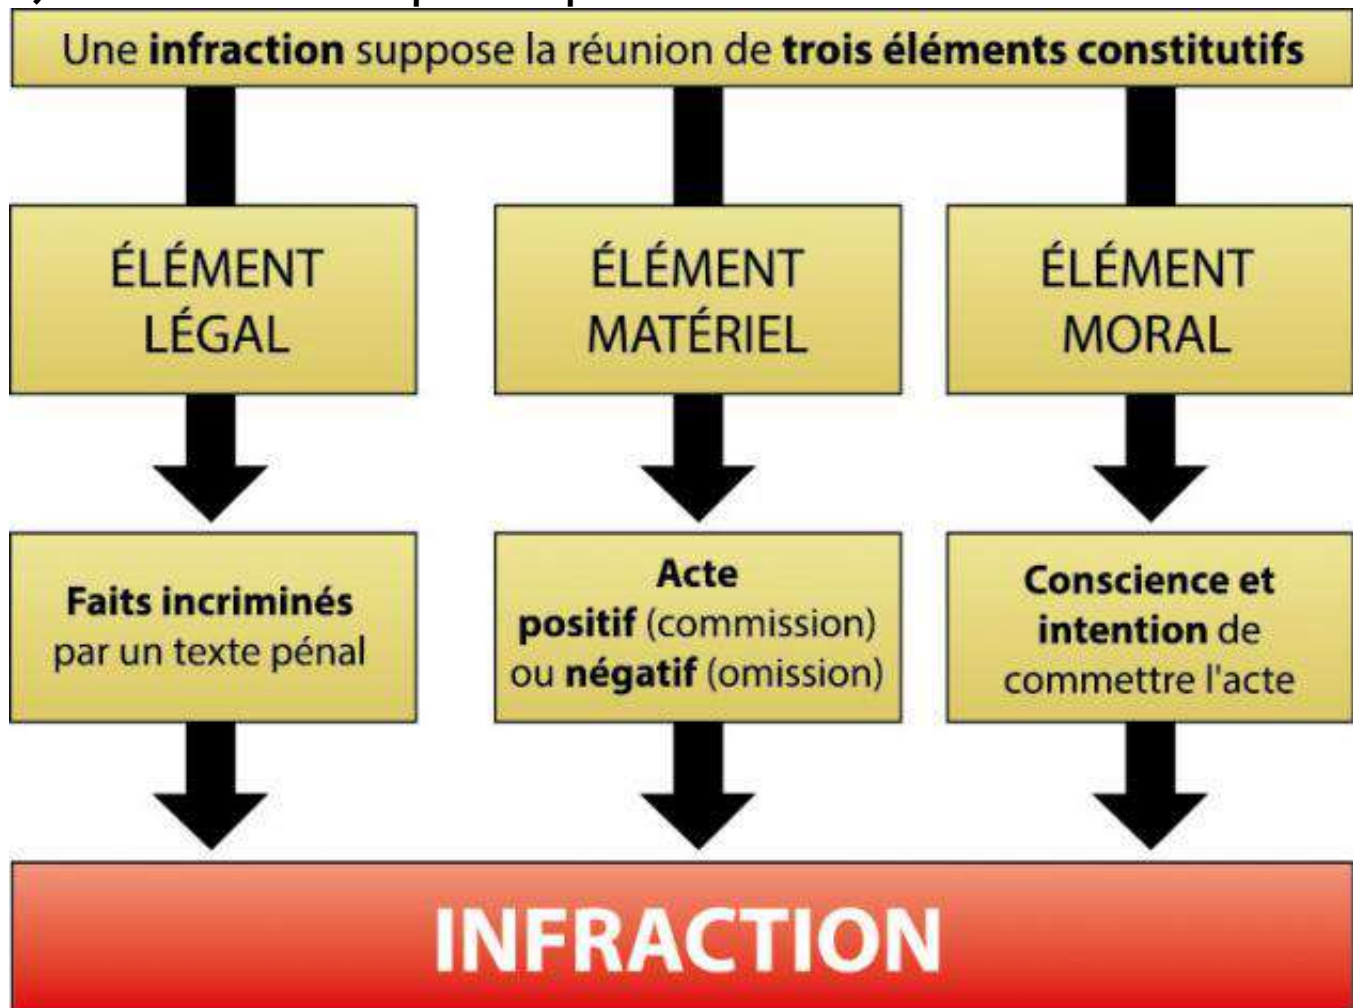 Une infraction suppose la réunion de trois éléments constitutifs
ÉLÉMENT
LÉGAL
ÉLÉMENT
MATÉRIEL
ÉLÉMENT
MORAL
Faits incriminés
par un texte pénal
Acte
positif (commission)
ou négatif (omission)
Conscience et
intention de
commettre l'acte
INFRACTION